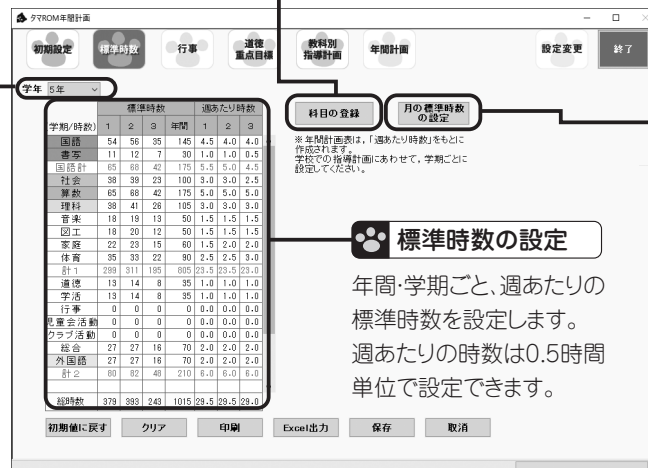 タマROM年間計画
初期設定 標準時数 行事 道徳重点目標 教科別指導計画 年間計画 設定変更 終了
学年 5年
標準時数 週あたり時数
学期/時数) 1 2 3 年間 1 2 3
国語 54 56 35 145 4.5 4.0 4.0
書写 11 12 7 30 1.0 1.0 0.5
国語計 65 68 42 175 5.5 5.0 4.5
社会 38 39 23 100 3.0 3.0 2.5
算数 65 68 42 175 5.0 5.0 5.0
理科 38 41 26 105 3.0 3.0 3.0
音楽 18 19 13 50 1.5 1.5 1.5
図工 18 20 12 50 1.5 1.5 1.5
家庭 22 23 15 60 1.5 2.0 2.0
体育 35 33 22 90 2.5 2.5 3.0
計1 299 311 195 805 23.5 23.5 23.0
道徳 13 14 8 35 1.0 1.0 1.0
学活 13 14 8 35 1.0 1.0 1.0
行事 0 0 0 0 0.0 0.0 0.0
児童会活動 0 0 0 0 0.0 0.0 0.0
クラブ活動 0 0 0 0 0.0 0.0 0.0
総合 27 27 16 70 2.0 2.0 2.0
外国語 27 27 16 70 2.0 2.0 2.0
計2 80 82 48 210 6.0 6.0 6.0
総時数 379 393 243 1015 29.5 29.5 29.0
科目の登録
月の標準時数
の設定
※年間計画表は,「週あたり時数」をもとに
作成されます。
学校での指導計画にあわせて,学期ごとに
設定してください。
標準時数の設定
年間・学期ごと、週あたりの
標準時数を設定します。
週あたりの時数は0.5時間
単位で設定できます。
初期値に戻す クリア 印刷 Excel出力 保存 取消